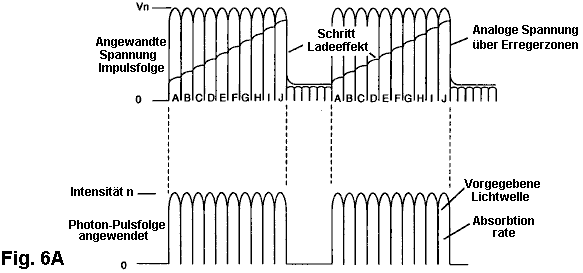 Vn
Angewandte
Spannung
Impulsfolge
Schritt
Ladeeffekt
Analoge Spannung
über Erregerzonen
0
A B C D E F G H I J
A B C D E F G H I J
Intensität n
Photon-Pulsfolge
angewendet
Vorgegebene
Lichtwelle
Absorbtion
rate
0
Fig. 6A